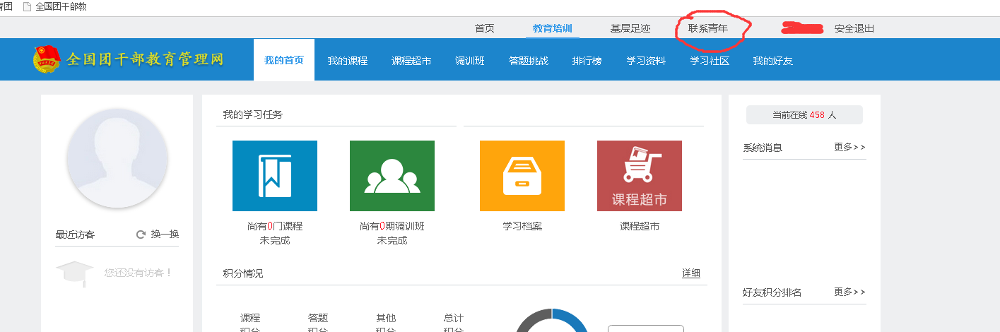 青团 全国团干部教
首页 教育培训 基层足迹 联系青年 安全退出
全国团干部教育管理网 我的首页 我的课程 课程超市 调训班 答题挑战 排行榜 学习资料 学习社区 我的好友
我的学习任务
当前在线 458 人
系统消息 更多>>
课程超市
尚有0门课程 尚有0期调训班 学习档案 课程超市
未完成 未完成
最近访客 换一换
您还没有访客！
积分情况 详细
好友积分排名 更多>>
课程 答题 其他 总计
积分 积分 积分 积分